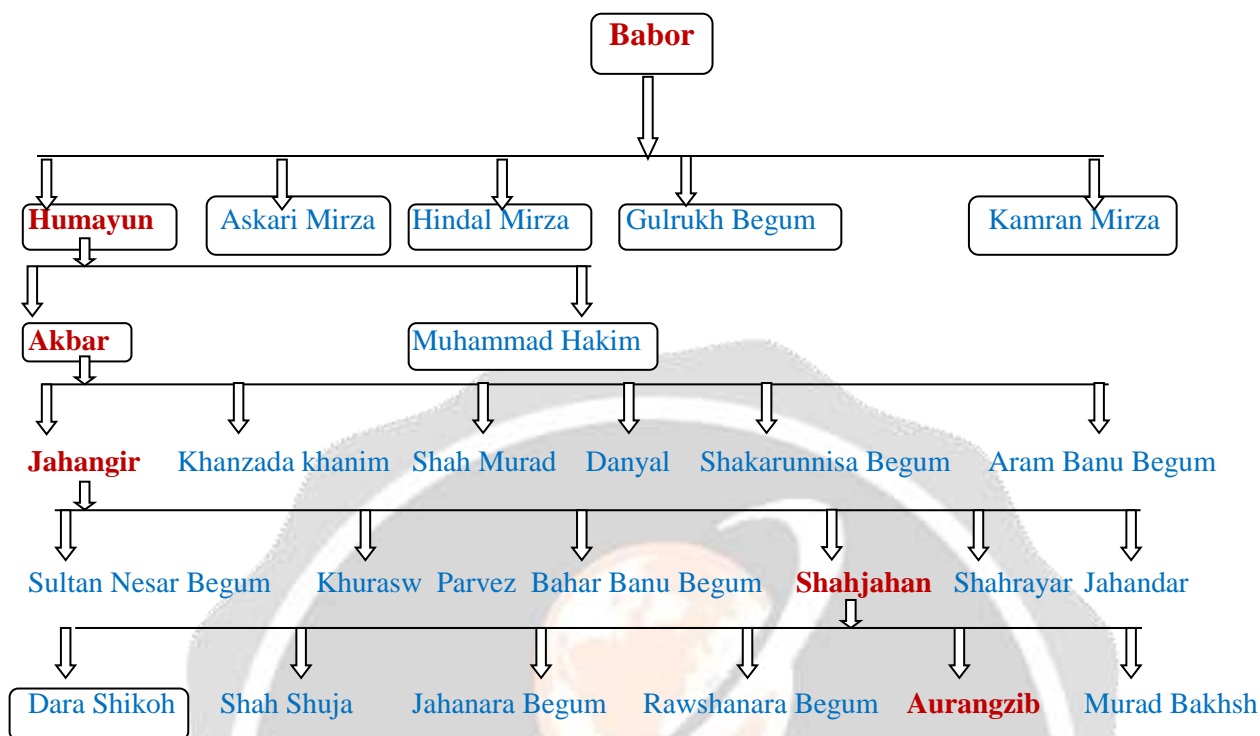 Babor
Humayun Askari Mirza Hindal Mirza Gulrukh Begum Kamran Mirza
Akbar Muhammad Hakim
Jahangir Khanzada khanim Shah Murad Danyal Shakarunnisa Begum Aram Banu Begum
Sultan Nesar Begum Khurasw Parvez Bahar Banu Begum Shahjahan Shahrayar Jahandar
Dara Shikoh Shah Shuja Jahanara Begum Rawshanara Begum Aurangzib Murad Bakhsh